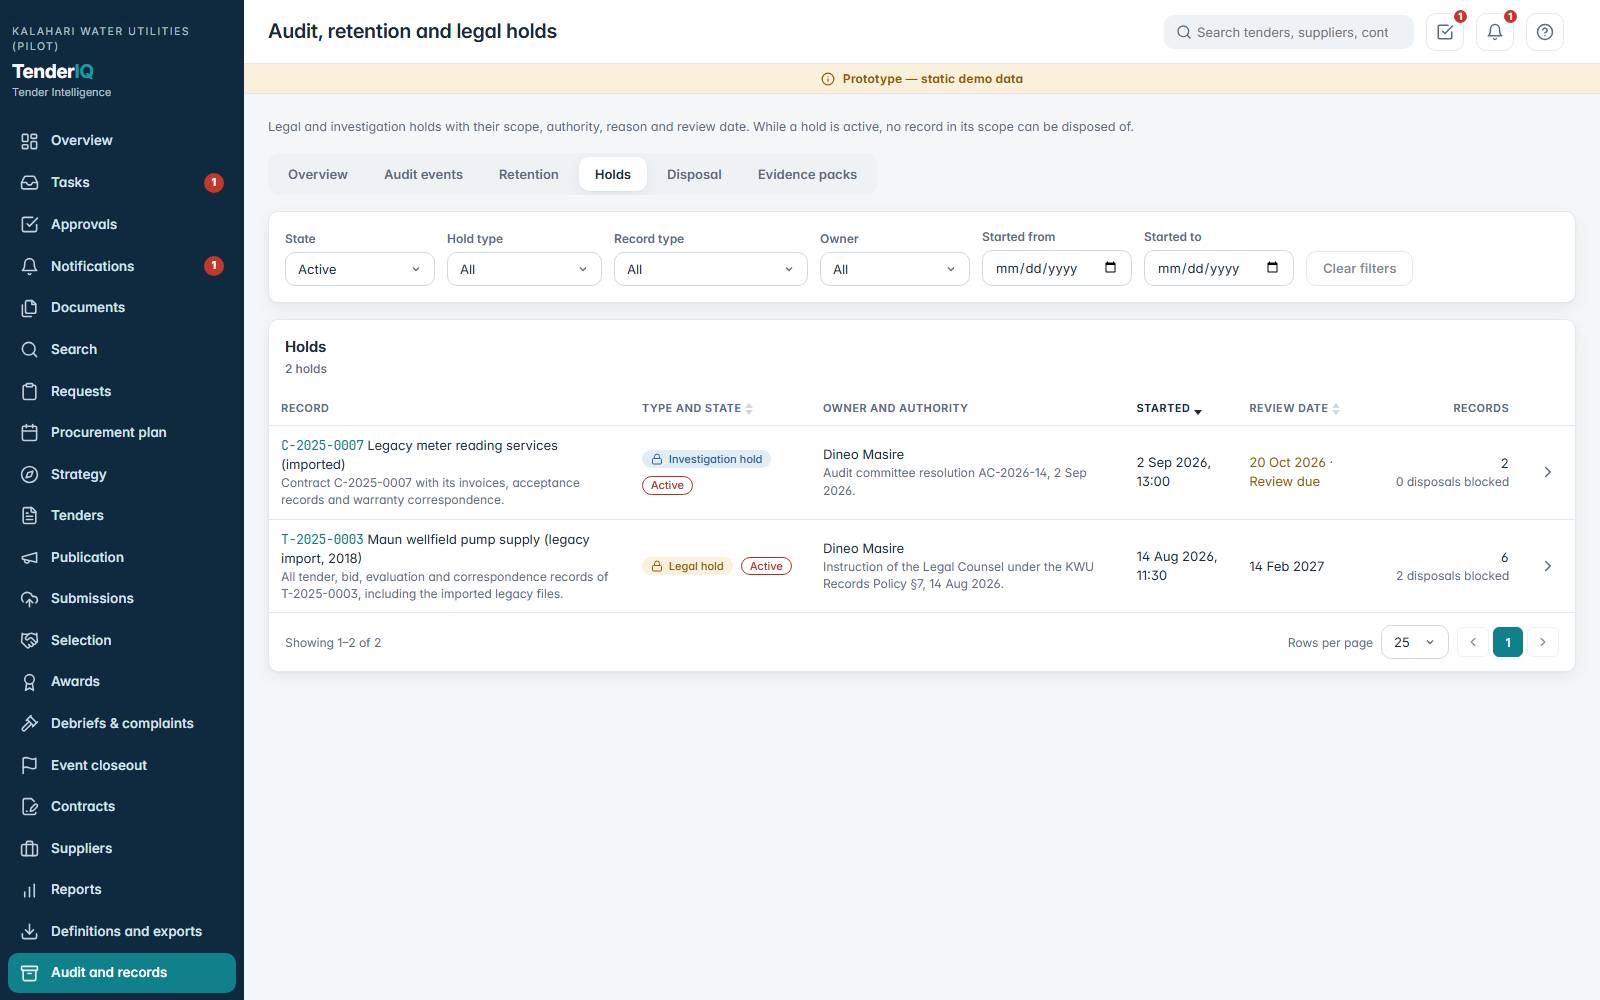 KALAHARI WATER UTILITIES
(PILOT)
TenderIQ
Tender Intelligence
Overview
Tasks 1
Approvals
Notifications 1
Documents
Search
Requests
Procurement plan
Strategy
Tenders
Publication
Submissions
Selection
Awards
Debriefs & complaints
Event closeout
Contracts
Suppliers
Reports
Definitions and exports
Audit and records
Audit, retention and legal holds
Search tenders, suppliers, cont
1
1
Prototype — static demo data
Legal and investigation holds with their scope, authority, reason and review date. While a hold is active, no record in its scope can be disposed of.
Overview Audit events Retention Holds Disposal Evidence packs
State Hold type Record type Owner Started from Started to
Active All All All mm/dd/yyyy mm/dd/yyyy Clear filters
Holds
2 holds
RECORD TYPE AND STATE OWNER AND AUTHORITY STARTED REVIEW DATE RECORDS
C-2025-0007 Legacy meter reading services
(imported)
Contract C-2025-0007 with its invoices, acceptance
records and warranty correspondence.
Investigation hold
Active
Dineo Masire
Audit committee resolution AC-2026-14, 2 Sep
2026.
2 Sep 2026,
13:00
20 Oct 2026 ·
Review due
2
0 disposals blocked
T-2025-0003 Maun wellfield pump supply (legacy
import, 2018)
All tender, bid, evaluation and correspondence records of
T-2025-0003, including the imported legacy files.
Legal hold Active
Dineo Masire
Instruction of the Legal Counsel under the KWU
Records Policy §7, 14 Aug 2026.
14 Aug 2026,
11:30
14 Feb 2027
6
2 disposals blocked
Showing 1–2 of 2
Rows per page 25 1